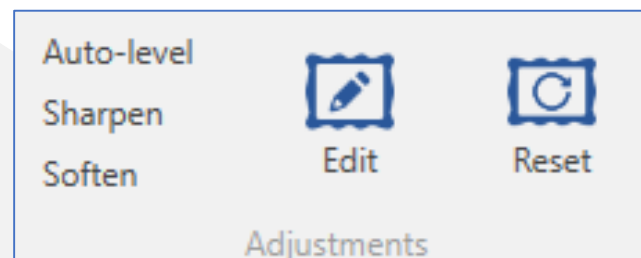 Auto-level
Sharpen
Soften
Edit
Reset
Adjustments